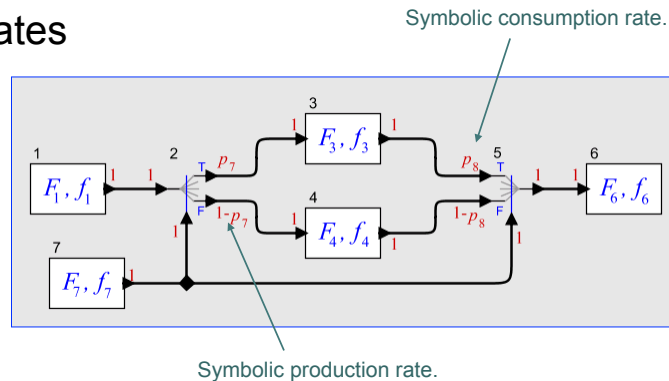 ates
Symbolic consumption rate.
1
F₁, f₁
1
1
2
T
p₇
F
1-p₇
1
3
1
F₃, f₃
1
4
1
F₄, f₄
1
p₈
T
5
1-p₈
F
1
1
1
6
F₆, f₆
7
F₇, f₇
1
Symbolic production rate.